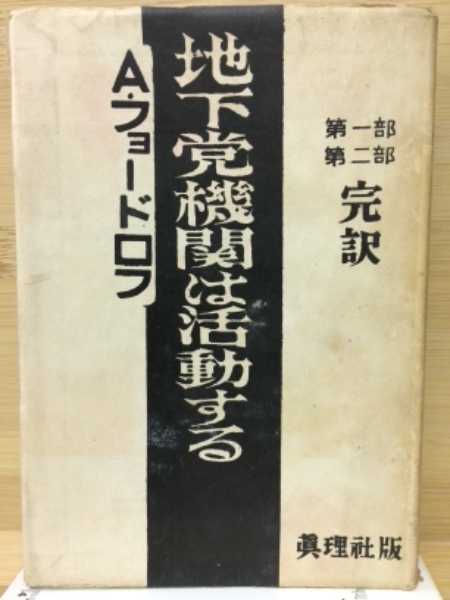 第一部
第二部
完訳
地下党機関は活動する
A・フョードロフ
眞理社版